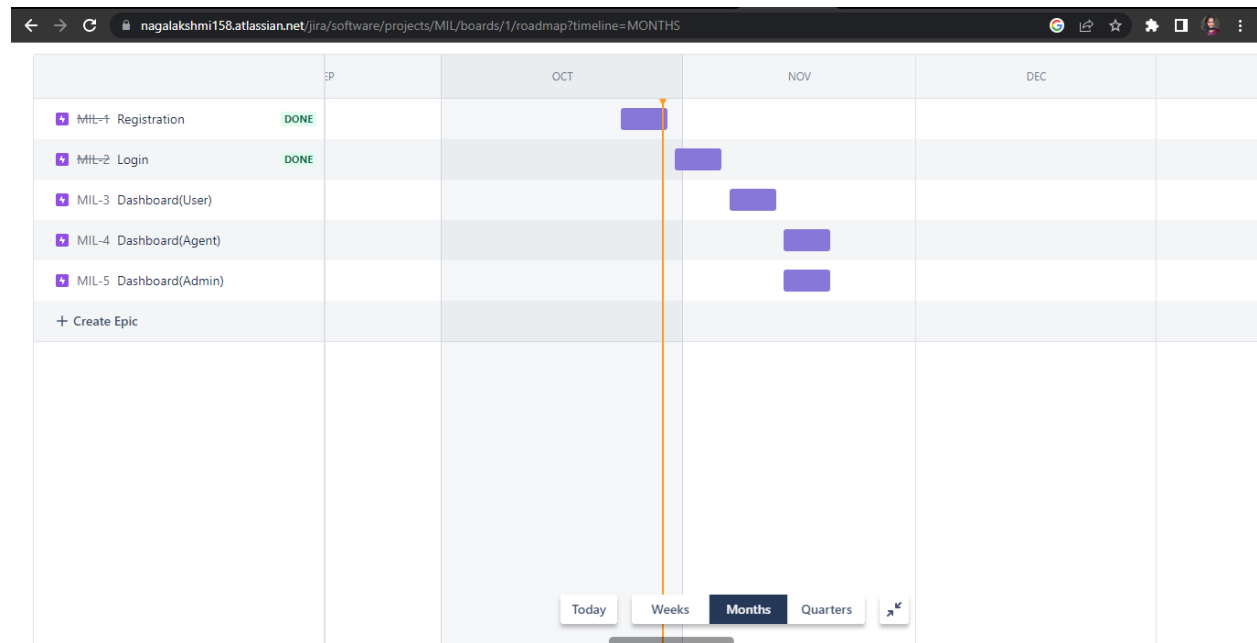 nagalakshmi158.atlassian.net/jira/software/projects/MIL/boards/1/roadmap?timeline=MONTHS
EP OCT NOV DEC
MIL-1 Registration DONE
MIL-2 Login DONE
MIL-3 Dashboard(User)
MIL-4 Dashboard(Agent)
MIL-5 Dashboard(Admin)
+ Create Epic
Today Weeks Months Quarters